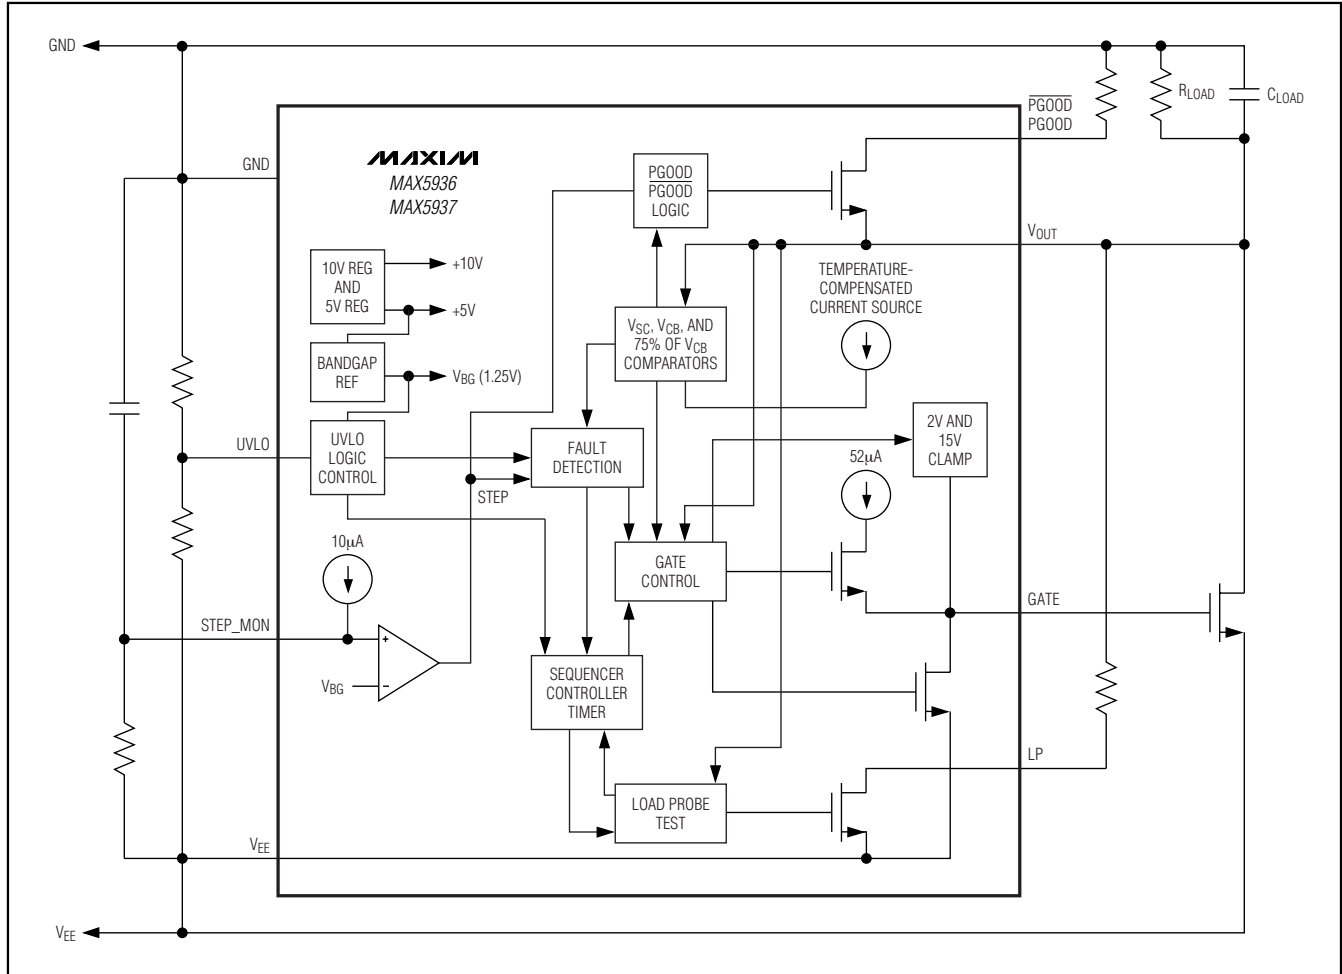 GND
PGOOD
PGOOD
RLOAD
CLOAD
GND
MAXIM
MAX5936
MAX5937
PGOOD
PGOOD
LOGIC
VOUT
10V REG
AND
5V REG
+10V
+5V
TEMPERATURE-
COMPENSATED
CURRENT SOURCE
VSC, VCB, AND
75% OF VCB
COMPARATORS
BANDGAP
REF
VBG (1.25V)
UVLO
UVLO
LOGIC
CONTROL
FAULT
DETECTION
2V AND
15V
CLAMP
52μA
STEP
10μA
GATE
CONTROL
GATE
STEP_MON
VBG
SEQUENCER
CONTROLLER
TIMER
LP
LOAD PROBE
TEST
VEE
VEE